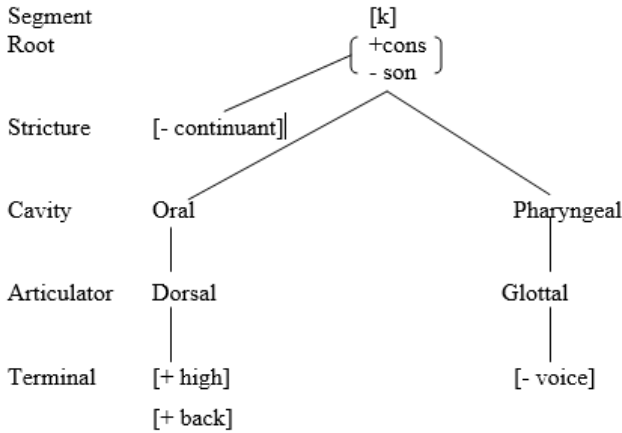 Segment [k]
Root +cons
- son
Stricture [- continuant]
Cavity Oral Pharyngeal
Articulator Dorsal Glottal
Terminal [+ high] [- voice]
[+ back]